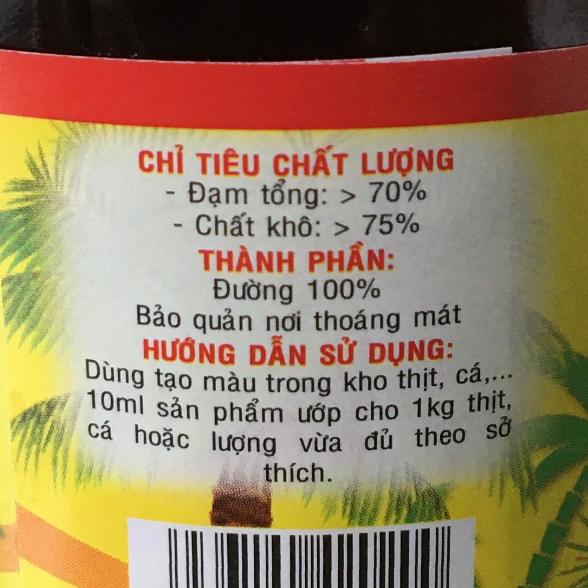 CHỈ TIÊU CHẤT LƯỢNG
- Đạm tổng: > 70%
- Chất khô: > 75%
THÀNH PHẦN:
Đường 100%
Bảo quản nơi thoáng mát
HƯỚNG DẪN SỬ DỤNG:
Dùng tạo màu trong kho thịt, cá,...
10ml sản phẩm ướp cho 1kg thịt,
cá hoặc lượng vừa đủ theo sở
thích.